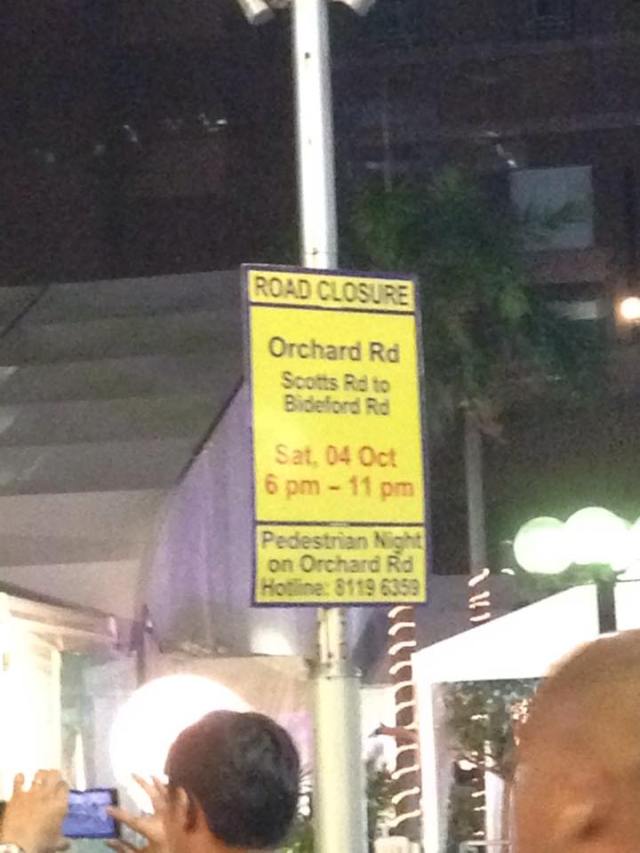 ROAD CLOSURE
Orchard Rd
Scotts Rd to
Bideford Rd
Sat, 04 Oct
6 pm – 11 pm
Pedestrian Night
on Orchard Rd
Hotline: 8119 6359